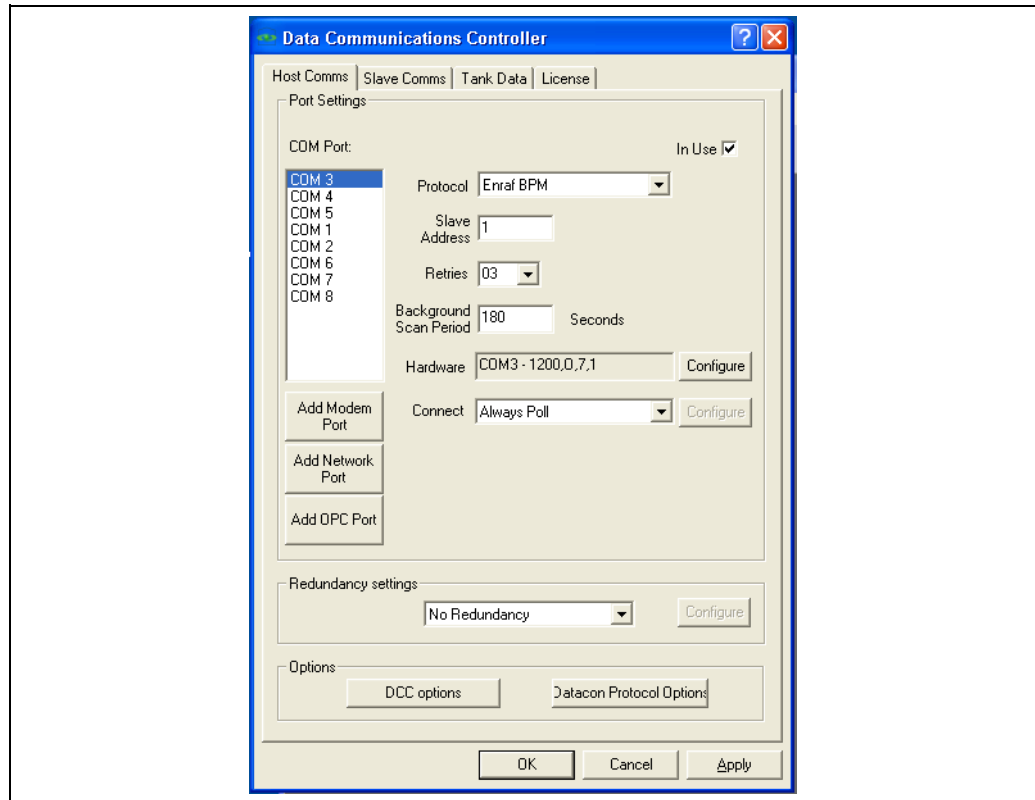 Data Communications Controller
Host Comms Slave Comms Tank Data License
Port Settings
COM Port:
In Use
COM 3
COM 4
COM 5
COM 1
COM 2
COM 6
COM 7
COM 8
Protocol Enraf BPM
Slave
Address 1
Retries 03
Background
Scan Period 180 Seconds
Hardware COM3 - 1200,O,7,1 Configure
Connect Always Poll Configure
Add Modem
Port
Add Network
Port
Add OPC Port
Redundancy settings
No Redundancy Configure
Options
DCC options Datacon Protocol Options
OK Cancel Apply